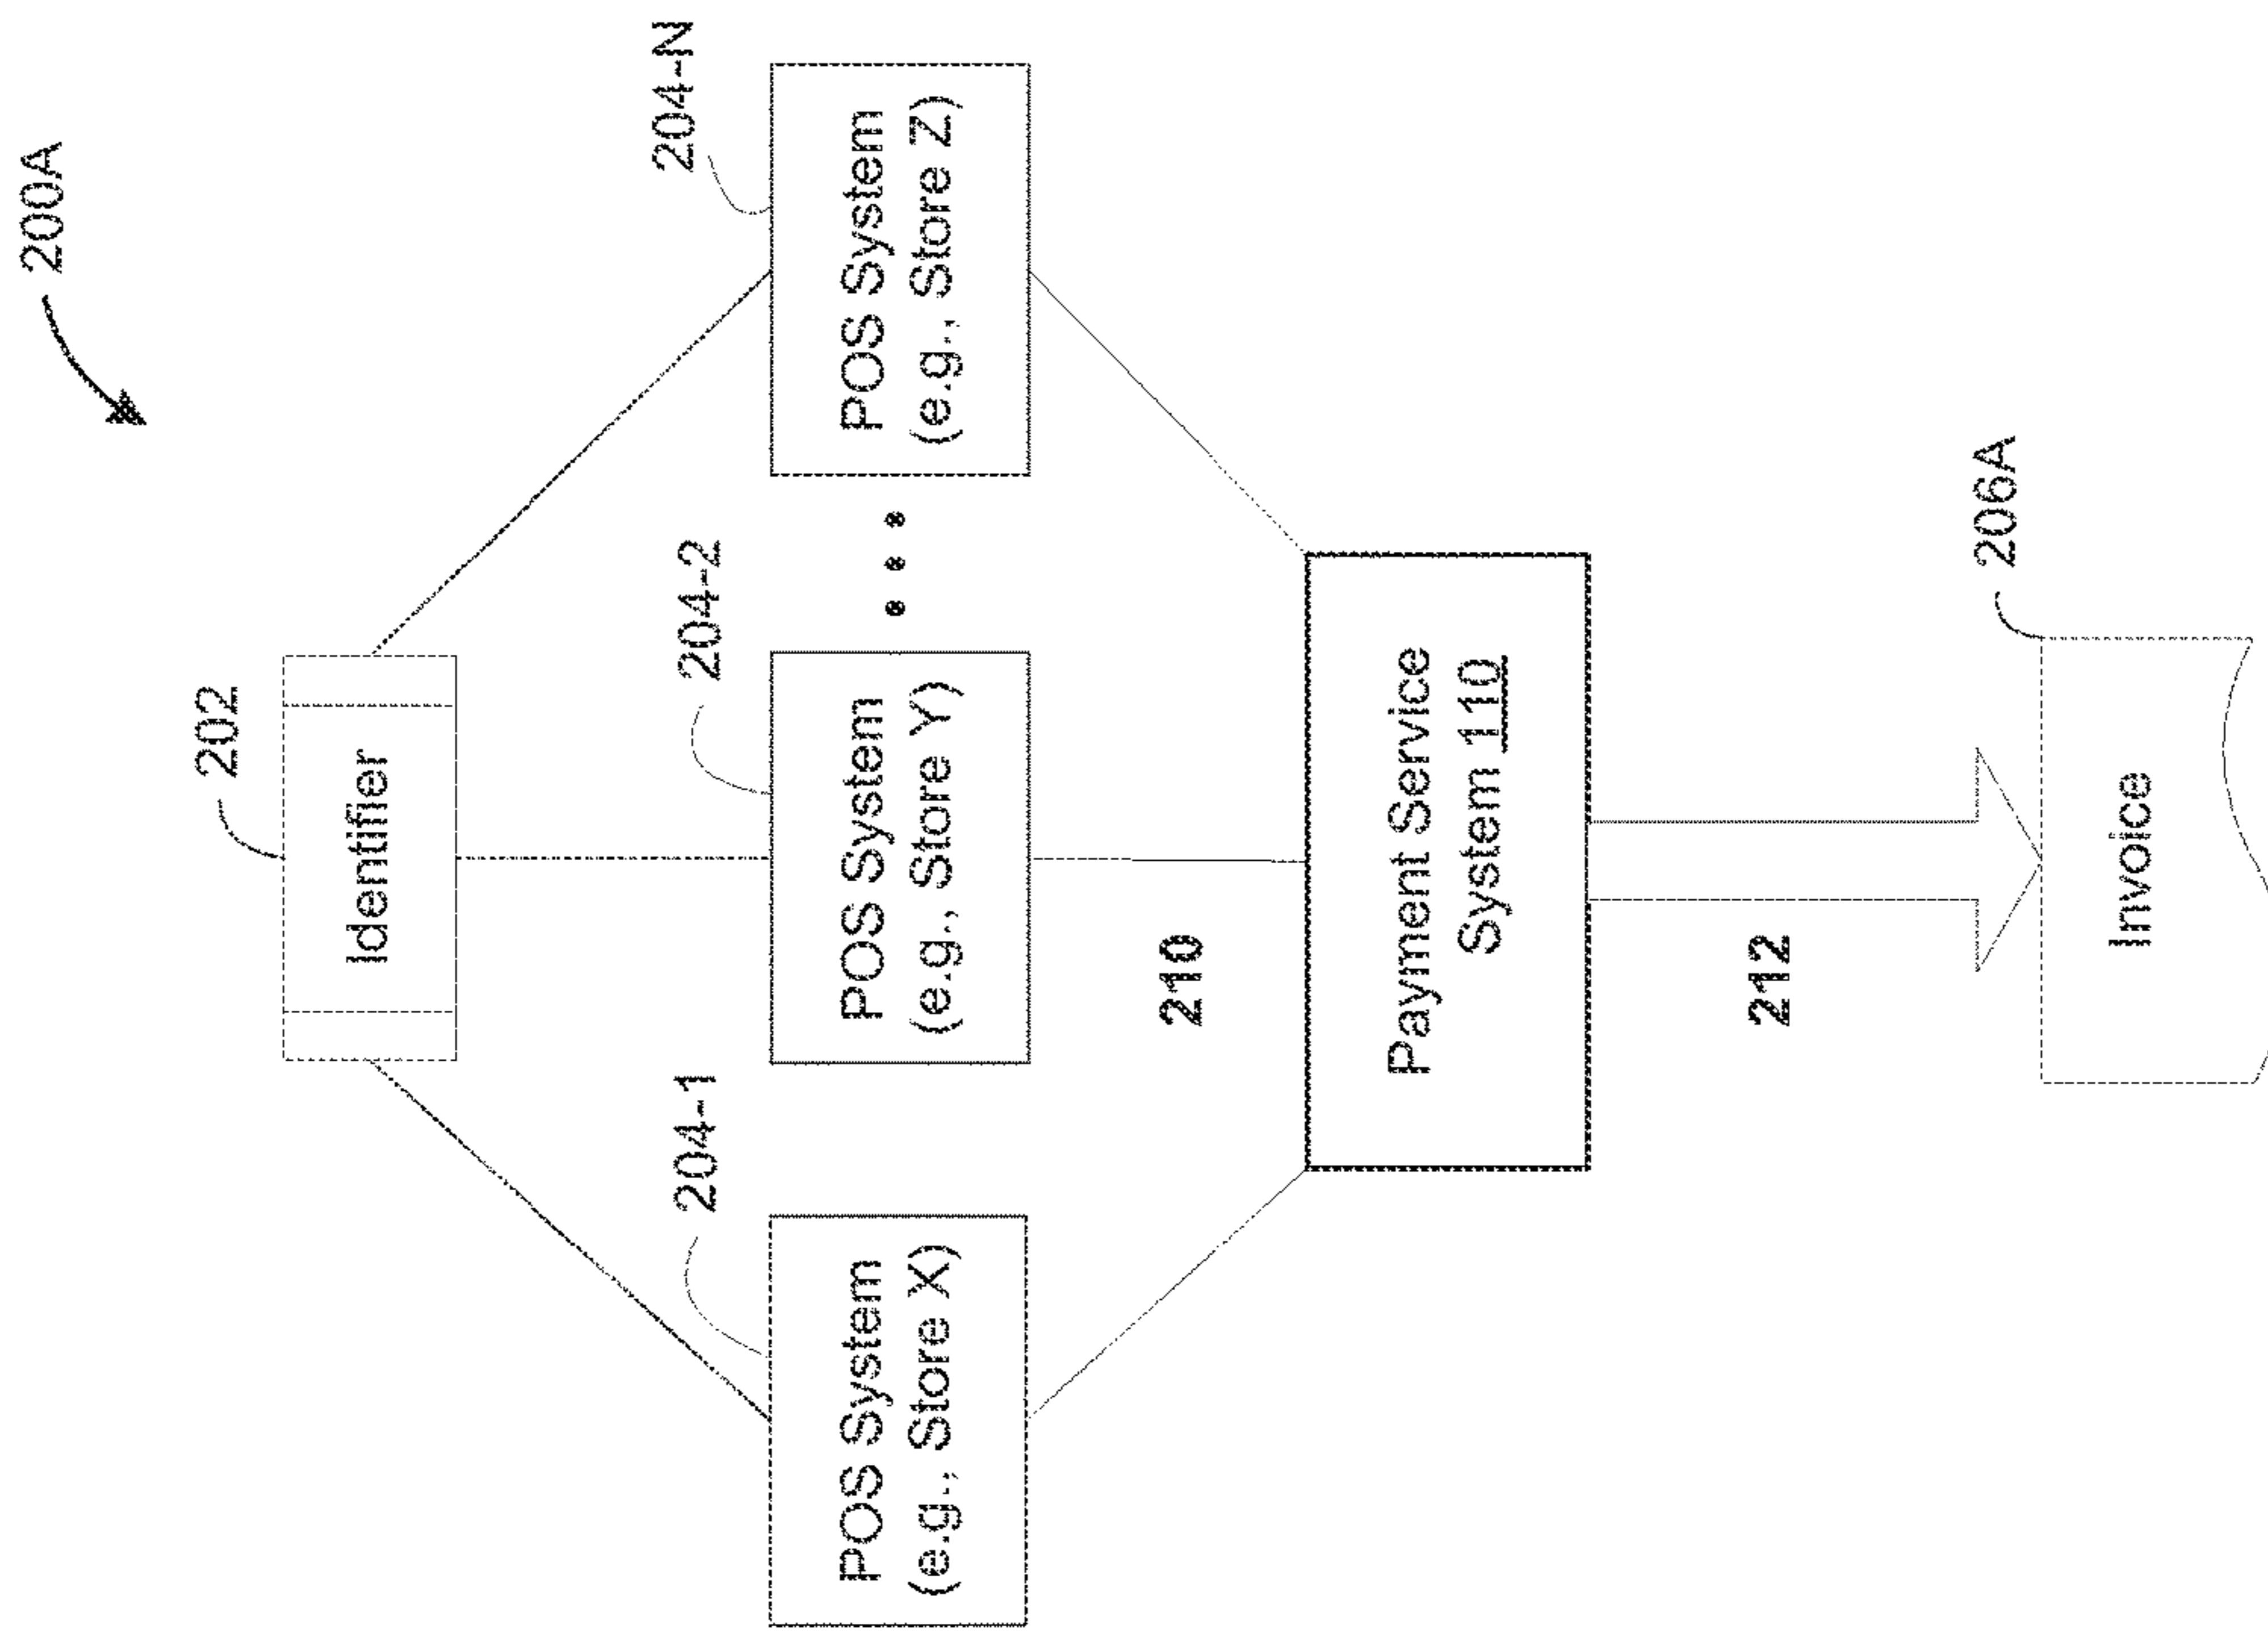 200A
202
Identifier
204-1
204-2
204-N
POS System
(e.g., Store X)
POS System
(e.g., Store Y)
POS System
(e.g., Store Z)
210
Payment Service
System 110
212
206A
Invoice